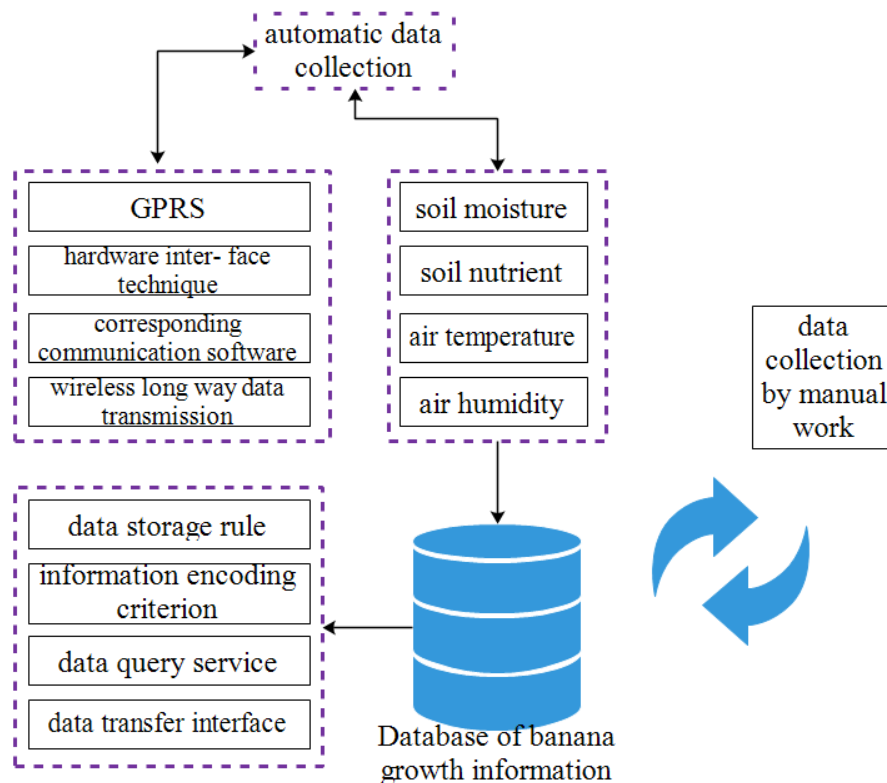 automatic data
collection
GPRS
hardware inter- face
technique
corresponding
communication software
wireless long way data
transmission
soil moisture
soil nutrient
air temperature
air humidity
data
collection
by manual
work
data storage rule
information encoding
criterion
data query service
data transfer interface
Database of banana
growth information